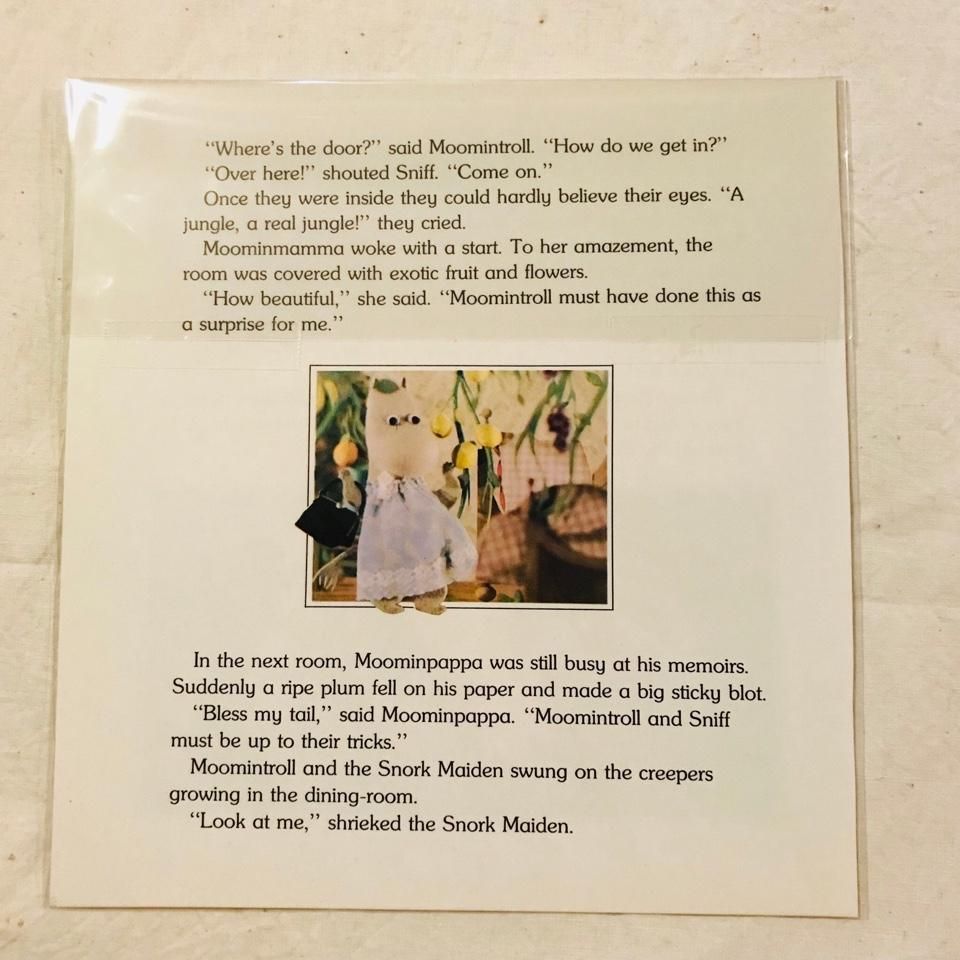 “Where’s the door?” said Moomintroll. “How do we get in?”
“Over here!” shouted Sniff. “Come on.”
Once they were inside they could hardly believe their eyes. “A
jungle, a real jungle!” they cried.
Moominmamma woke with a start. To her amazement, the
room was covered with exotic fruit and flowers.
“How beautiful,” she said. “Moomintroll must have done this as
a surprise for me.”
In the next room, Moominpappa was still busy at his memoirs.
Suddenly a ripe plum fell on his paper and made a big sticky blot.
“Bless my tail,” said Moominpappa. “Moomintroll and Sniff
must be up to their tricks.”
Moomintroll and the Snork Maiden swung on the creepers
growing in the dining-room.
“Look at me,” shrieked the Snork Maiden.